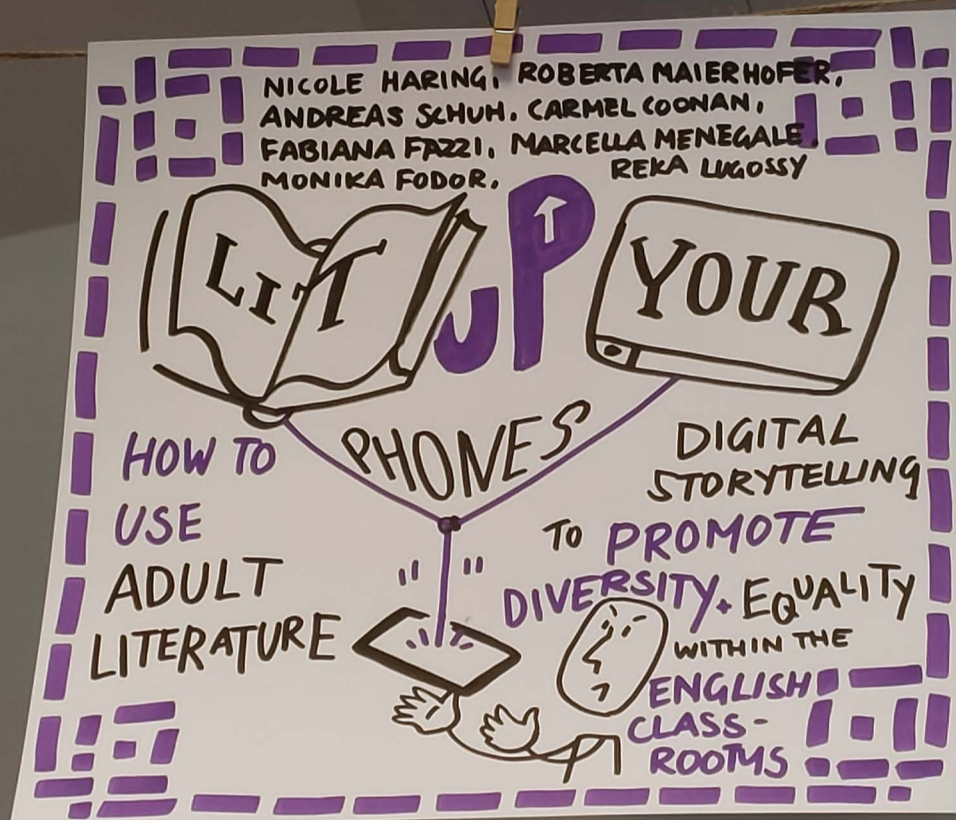 NICOLE HARING, ROBERTA MAIERHOFER,
ANDREAS SCHUH, CARMEL COONAN,
FABIANA FAZZI, MARCELLA MENEGALE,
MONIKA FODOR, REKA LUGOSSY
LIT UP YOUR
PHONES
HOW TO
USE
ADULT
LITERATURE
DIGITAL
STORYTELLING
TO PROMOTE
DIVERSITY + EQUALITY
WITHIN THE
ENGLISH
CLASS-
ROOMS